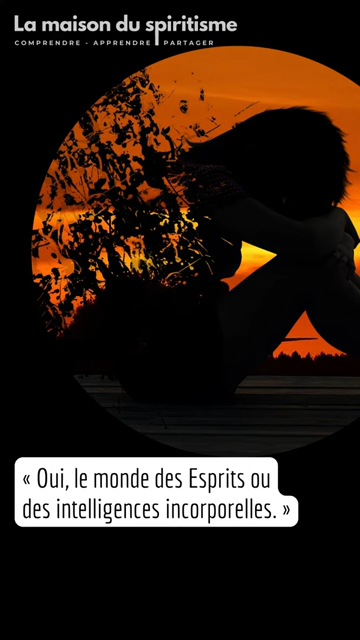 La maison du spiritisme
COMPRENDRE - APPRENDRE PARTAGER
« Oui, le monde des Esprits ou
des intelligences incorporelles. »